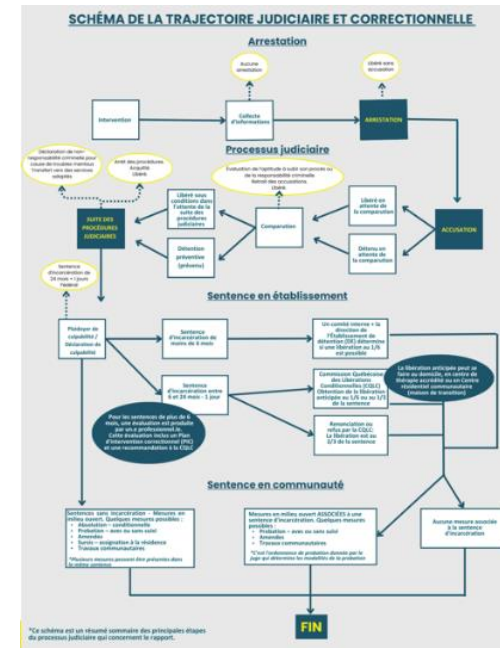 SCHÉMA DE LA TRAJECTOIRE JUDICIAIRE ET CORRECTIONNELLE
Arrestation
Aucune
arrestation
Libéré sans
accusation
Intervention
Collecte
d'informations
ARRESTATION
Processus judiciaire
Déclaration de non-
responsabilité criminelle pour
cause de troubles mentaux
Transfert vers des services
adaptés
Arrêt des procédures
Acquitté
Libéré
Évaluation de l'aptitude à subir son procès ou
de la responsabilité criminelle
Retrait des accusations
Libéré
SUITE DES
PROCÉDURES
JUDICIAIRES
Libéré sous
conditions dans
l'attente de la
suite des
procédures
judiciaires
Détention
préventive
(prévenu)
Comparution
Libéré en
attente de
la comparution
Détenu en
attente de
la comparution
ACCUSATION
Sentence
d'incarcération de
24 mois + 1 jours
Fédéral
Sentence en établissement
Plaidoyer de
culpabilité /
Déclaration de
culpabilité
Sentence
d'incarcération de
moins de 6 mois
Un comité interne + la
direction de
l'Établissement de
détention (ÉD) détermine
si une libération au 1/6
est possible
Sentence
d'incarcération entre
6 et 24 mois - 1 jour
Commission Québécoise
des Libérations
Conditionnelles (CQLC)
Obtention de la libération
anticipée au 1/6 ou au 1/3
de la sentence
Renonciation ou
refus par la CQLC:
La libération est au
2/3 de la sentence
La libération anticipée peut se
faire au domicile, en centre de
thérapie accrédité ou en Centre
résidentiel communautaire
(maison de transition)
Pour les sentences de plus de 6
mois, une évaluation est produite
par un.e professionnel.le.
Cette évaluation inclus un Plan
d'intervention correctionnel (PIC)
et une recommandation à la CQLC
Sentence en communauté
Sentences sans incarcération - Mesures en
milieu ouvert. Quelques mesures possibles :
• Absolution - conditionnelle
• Probation - avec ou sans suivi
• Amendes
• Sursis - assignation à la résidence
• Travaux communautaires
*Plusieurs mesures peuvent être présentes dans
la même sentence
Mesures en milieu ouvert ASSOCIÉES à une
sentence d'incarcération. Quelques mesures
possibles :
• Probation - avec ou sans suivi
• Amendes
• Travaux communautaires
*C'est l'ordonnance de probation donnée par le
juge qui détermine les modalités de la probation
Aucune mesure associée
à la sentence
d'incarcération
FIN
*Ce schéma est un résumé sommaire des principales étapes
du processus judiciaire qui concernent le rapport.